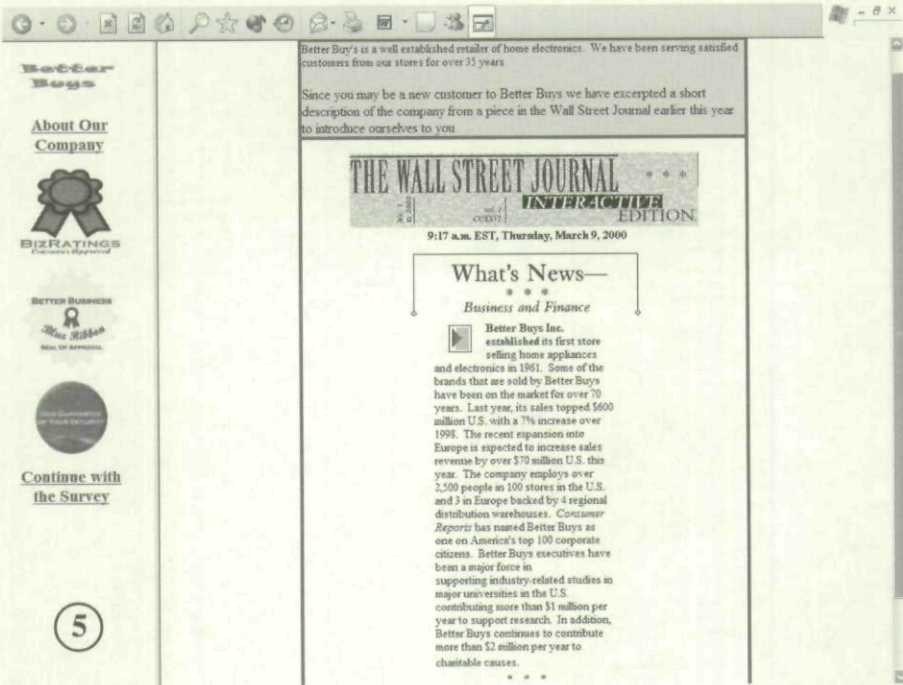 Better
Buys
About Our
Company
BIZRATINGS
Consumer Approved
BETTER BUSINESS
Blue Ribbon
SEAL OF APPROVAL
OUR GUARANTEE
OF YOUR SECURITY
Continue with
the Survey
5
Better Buy's is a well established retailer of home electronics. We have been serving satisfied
customers from our stores for over 35 years
Since you may be a new customer to Better Buys we have excerpted a short
description of the company from a piece in the Wall Street Journal earlier this year
to introduce ourselves to you
THE WALL STREET JOURNAL
INTERACTIVE
EDITION
9:17 a.m. EST, Thursday, March 9, 2000
What's News—
Business and Finance
Better Buys Inc.
established its first store
selling home appliances
and electronics in 1961. Some of the
brands that are sold by Better Buys
have been on the market for over 70
years. Last year, its sales topped $600
million U.S. with a 7% increase over
1998. The recent expansion into
Europe is expected to increase sales
revenue by over $70 million U.S. this
year. The company employs over
2,500 people in 100 stores in the U.S.
and 3 in Europe backed by 4 regional
distribution warehouses. Consumer
Reports has named Better Buys as
one on America's top 100 corporate
citizens. Better Buys executives have
been a major force in
supporting industry-related studies in
major universities in the U.S.
contributing more than $1 million per
year to support research. In addition,
Better Buys continues to contribute
more than $2 million per year to
charitable causes.